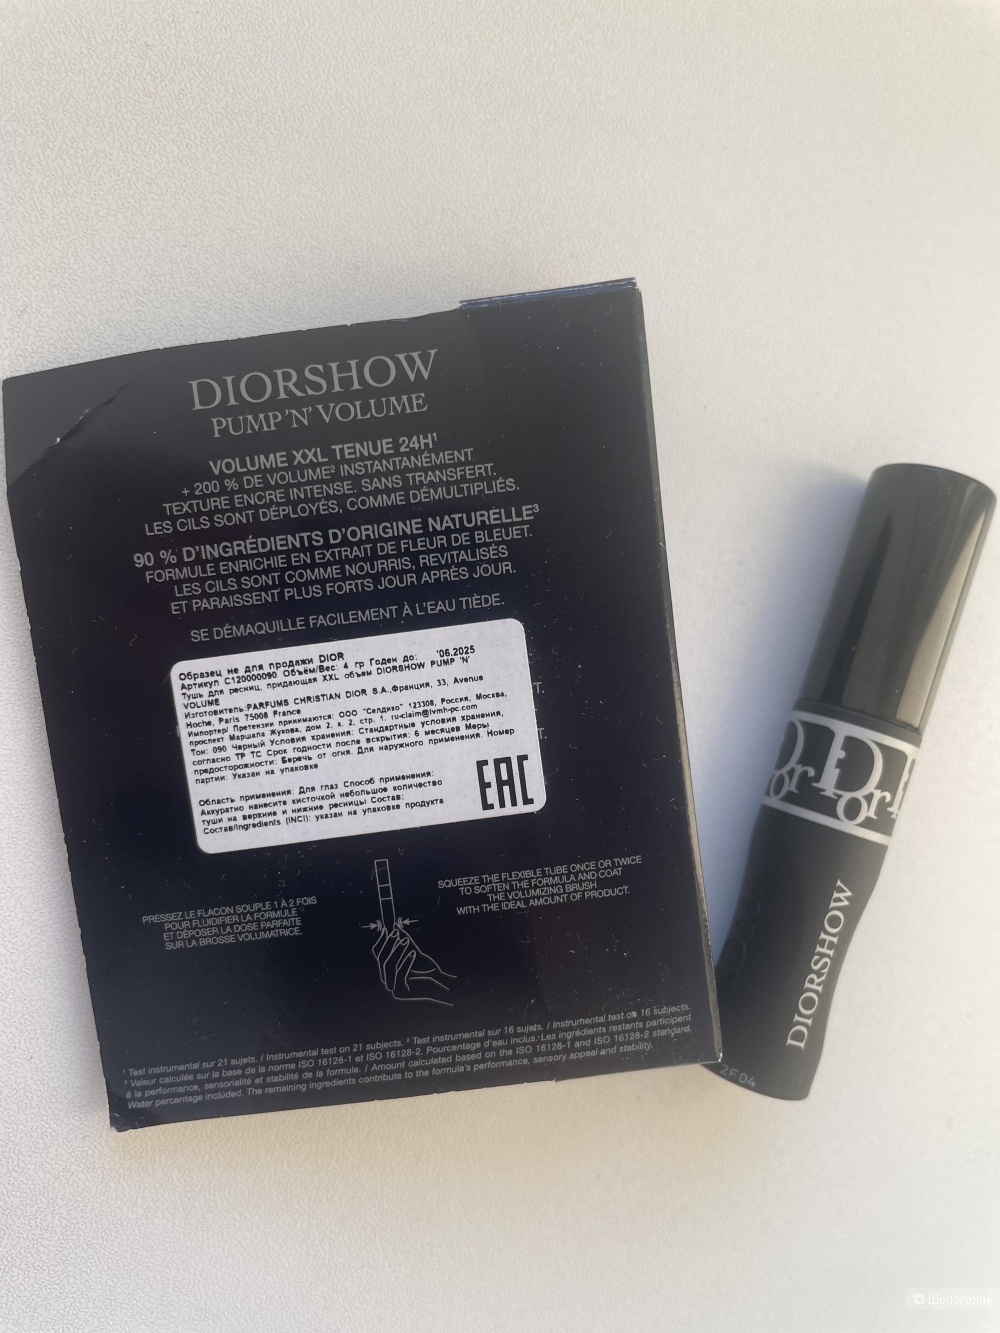 DIORSHOW
PUMP 'N' VOLUME
VOLUME XXL TENUE 24H¹
+ 200 % DE VOLUME² INSTANTANÉMENT
TEXTURE ENCRE INTENSE. SANS TRANSFERT.
LES CILS SONT DÉPLOYÉS, COMME DÉMULTIPLIÉS.
90 % D'INGRÉDIENTS D'ORIGINE NATURELLE³
FORMULE ENRICHIE EN EXTRAIT DE FLEUR DE BLEUET.
LES CILS SONT COMME NOURRIS, REVITALISÉS
ET PARAISSENT PLUS FORTS JOUR APRÈS JOUR.
SE DÉMAQUILLE FACILEMENT À L'EAU TIÈDE.
Образец не для продажи DIOR
Артикул C120000090 Объём/Вес: 4 гр Годен до: '06.2025
Тушь для ресниц, придающая XXL объем DIORSHOW PUMP 'N'
VOLUME
Изготовитель:PARFUMS CHRISTIAN DIOR S.A.,Франция, 33, Avenue
Hoche, Paris 75008 France
Импортер/ Претензии принимаются: ООО "Селдико" 123308, Россия, Москва,
проспект Маршала Жукова, дом 2, к. 2, стр. 1. ru-claim@lvmh-pc.com
Тон: 090 Черный Условия хранения: Стандартные условия хранения,
согласно ТР ТС Срок годности после вскрытия: 6 месяцев Меры
предосторожности: Беречь от огня. Для наружного применения. Номер
партии: Указан на упаковке
Область применения: Для глаз Способ применения:
Аккуратно нанесите кисточкой небольшое количество
туши на верхние и нижние ресницы Состав:
Состав/Ingredients (INCI): указан на упаковке продукта
EAC
T.
T.
PRESSEZ LE FLACON SOUPLE 1 À 2 FOIS
POUR FLUIDIFIER LA FORMULE
ET DÉPOSER LA DOSE PARFAITE
SUR LA BROSSE VOLUMATRICE.
SQUEEZE THE FLEXIBLE TUBE ONCE OR TWICE
TO SOFTEN THE FORMULA AND COAT
THE VOLUMIZING BRUSH
WITH THE IDEAL AMOUNT OF PRODUCT.
¹ Test instrumental sur 21 sujets. / Instrumental test on 21 subjects. ² Test instrumental sur 16 sujets. / Instrumental test on 16 subjects.
³ Valeur calculée sur la base de la norme ISO 16128-1 et ISO 16128-2. Pourcentage d'eau inclus. Les ingrédients restants participent
à la performance, sensorialité et stabilité de la formule. / Amount calculated based on the ISO 16128-1 and ISO 16128-2 standard.
Water percentage included. The remaining ingredients contribute to the formula's performance, sensory appeal and stability.
Dior
DIORSHOW
2F04
© Шопоголик